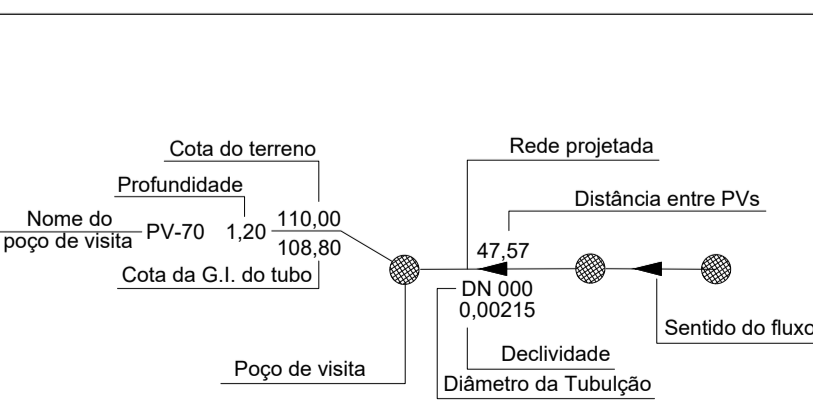 Cota do terreno
Rede projetada
Profundidade
Distância entre PVs
Nome do
poço de visita
PV-70
1,20
110,00
108,80
47,57
Cota da G.I. do tubo
DN 000
0,00215
Sentido do fluxo
Declividade
Poço de visita
Diâmetro da Tubulção